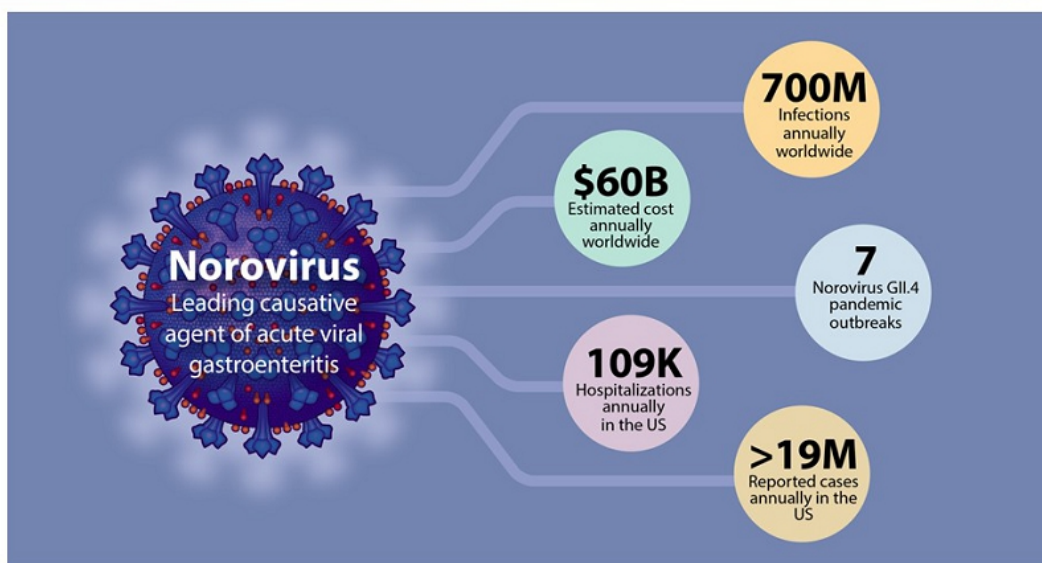 Norovirus
Leading causative
agent of acute viral
gastroenteritis
700M
Infections
annually
worldwide
$60B
Estimated cost
annually
worldwide
7
Norovirus GII.4
pandemic
outbreaks
109K
Hospitalizations
annually
in the US
>19M
Reported cases
annually in the
US